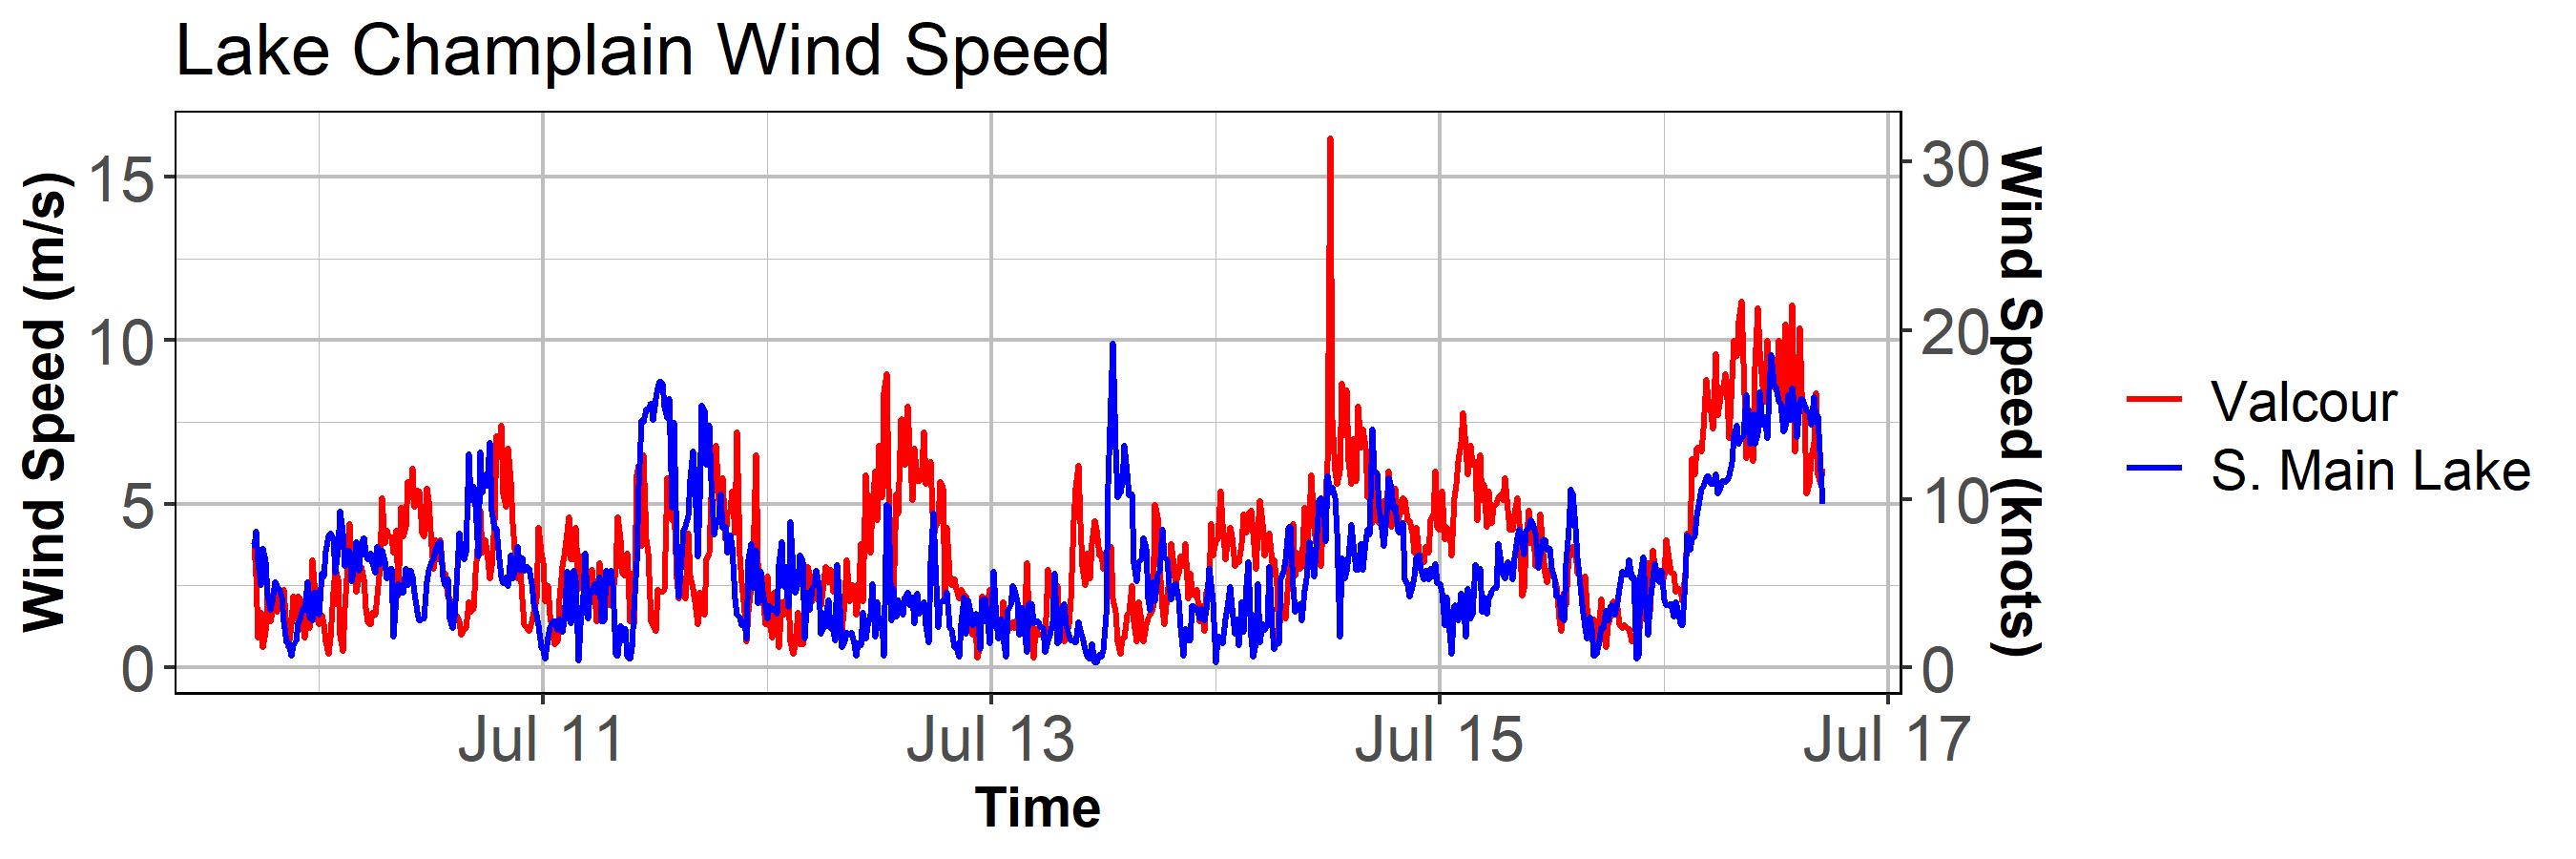 Lake Champlain Wind Speed
Wind Speed (m/s)
15
10
5
0
30
20
10
0
Wind Speed (knots)
Jul 11
Jul 13
Jul 15
Jul 17
Time
Valcour
S. Main Lake